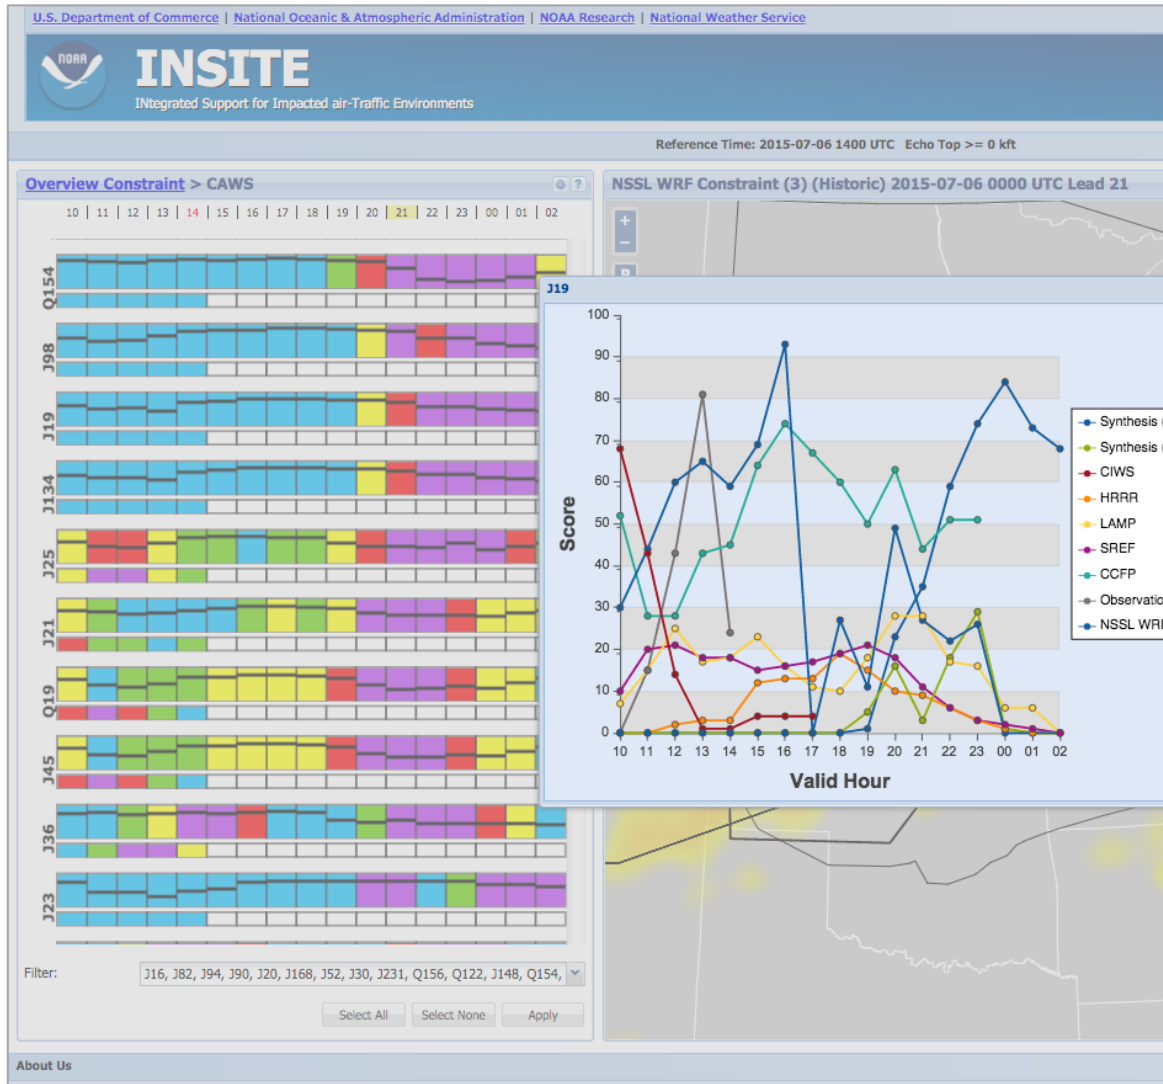 U.S. Department of Commerce | National Oceanic & Atmospheric Administration | NOAA Research | National Weather Service
NOAA
INSITE
INtegrated Support for Impacted air-Traffic Environments
Reference Time: 2015-07-06 1400 UTC Echo Top >= 0 kft
Overview Constraint > CAWS
?
10 | 11 | 12 | 13 | 14 | 15 | 16 | 17 | 18 | 19 | 20 | 21 | 22 | 23 | 00 | 01 | 02
Q154
J98
J19
J134
J25
J21
Q19
J45
J36
J23
Filter:
J16, J82, J94, J90, J20, J168, J52, J30, J231, Q156, Q122, J148, Q154,
Select All
Select None
Apply
NSSL WRF Constraint (3) (Historic) 2015-07-06 0000 UTC Lead 21
+
−
J19
Score
100
90
80
70
60
50
40
30
20
10
0
10 11 12 13 14 15 16 17 18 19 20 21 22 23 00 01 02
Valid Hour
Synthesis (
Synthesis (
CIWS
HRRR
LAMP
SREF
CCFP
Observatio
NSSL WR
About Us